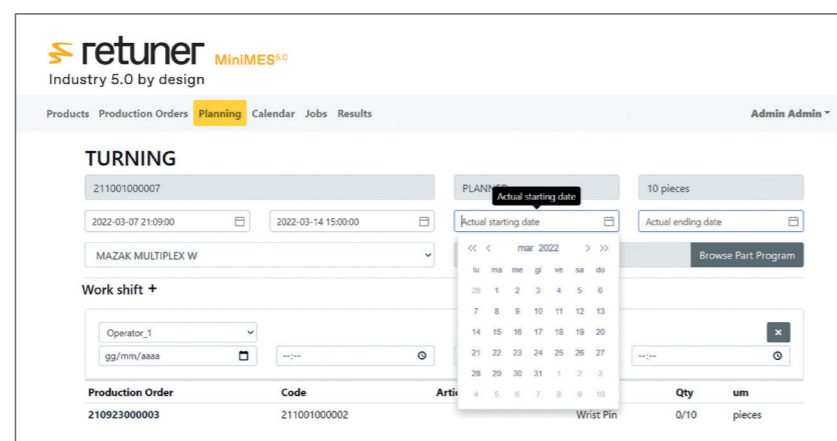 retuner MiniMES5.0
Industry 5.0 by design
Products Production Orders Planning Calendar Jobs Results Admin Admin
TURNING
211001000007 10 pieces
Actual starting date
2022-03-07 21:09:00 2022-03-14 15:00:00 Actual starting date Actual ending date
MAZAK MULTIPLEX W Browse Part Program
« < mar 2022 > »
lu ma me gi ve sa do
28 1 2 3 4 5 6
7 8 9 10 11 12 13
14 15 16 17 18 19 20
21 22 23 24 25 26 27
28 29 30 31 1 2 3
4 5 6 7 8 9 10
Work shift +
Operator_1 ×
gg/mm/aaaa --:-- --:--
Production Order Code Qty um
210923000003 211001000002 Wrist Pin 0/10 pieces